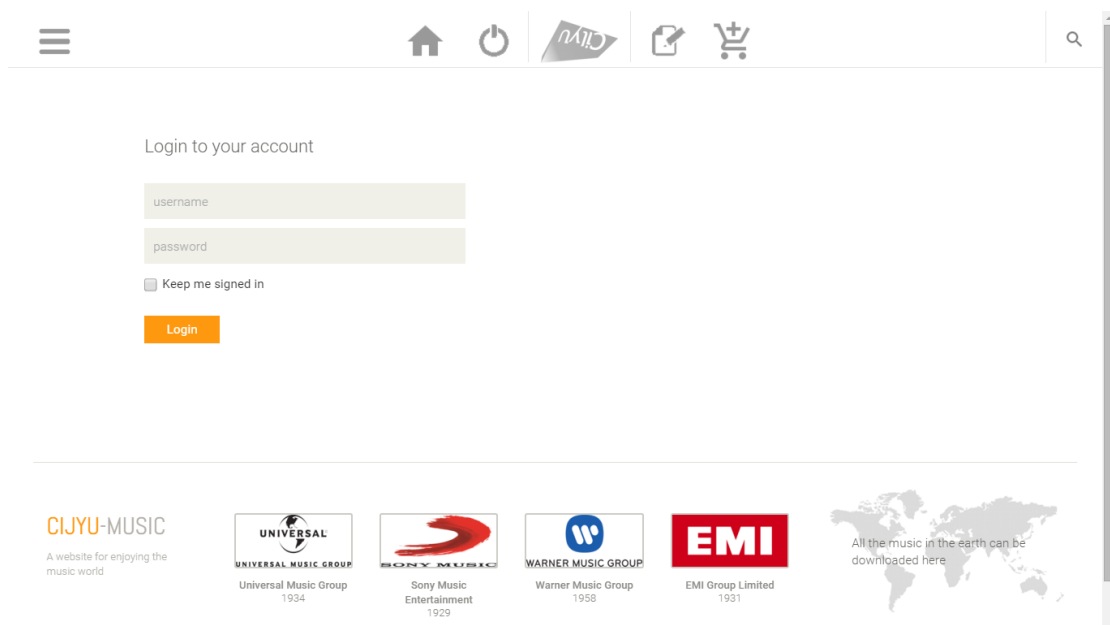 Cijyu
Login to your account
username
password
Keep me signed in
Login
CIJYU-MUSIC
A website for enjoying the
music world
UNIVERSAL
UNIVERSAL MUSIC GROUP
Universal Music Group
1934
SONY MUSIC
Sony Music
Entertainment
1929
WARNER MUSIC GROUP
Warner Music Group
1958
EMI
EMI Group Limited
1931
All the music in the earth can be
downloaded here